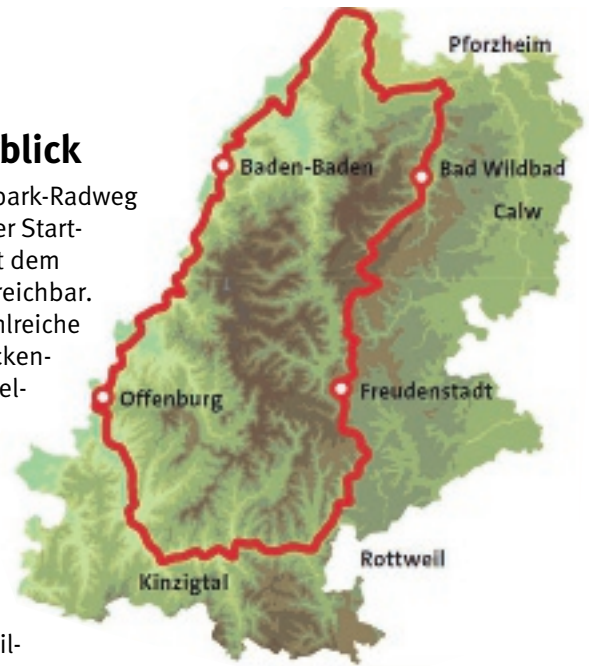 Pforzheim
blick
Baden-Baden
Bad Wildbad
park-Radweg
er Start-
Calw
t dem
reichbar.
hlreiche
cken-
el-
Offenburg
Freudenstadt
Rottweil
Kinzigtal
il-